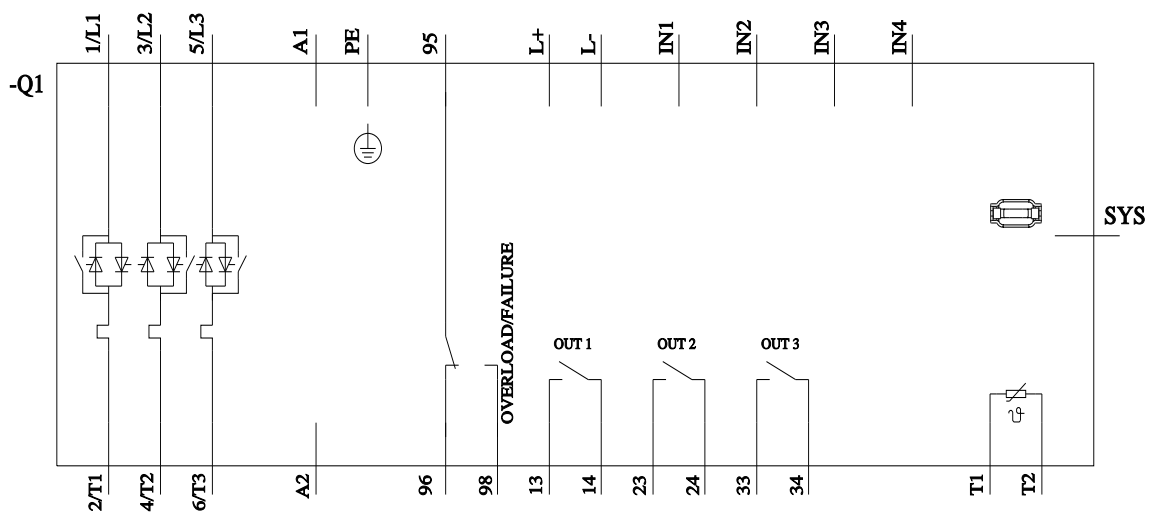 1/L1
3/L2
5/L3
A1
PE
95
L+
L-
IN1
IN2
IN3
IN4
-Q1
SYS
OVERLOAD/FAILURE
OUT 1
OUT 2
OUT 3
ϑ
2/T1
4/T2
6/T3
A2
96
98
13
14
23
24
33
34
T1
T2